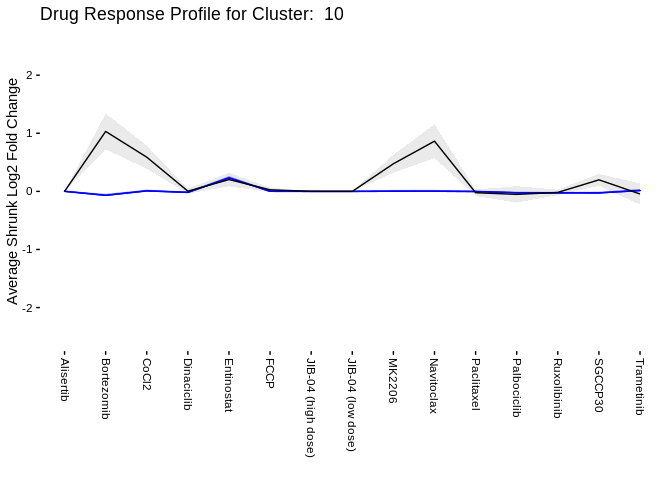 Drug Response Profile for Cluster:  10
Average Shrunk Log2 Fold Change
2
1
0
-1
-2
Alisertib
Bortezomib
CoCl2
Dinaciclib
Entinostat
FCCP
JIB-04 (high dose)
JIB-04 (low dose)
MK2206
Navitoclax
Paclitaxel
Palbociclib
Ruxolibinib
SGCCP30
Trametinib